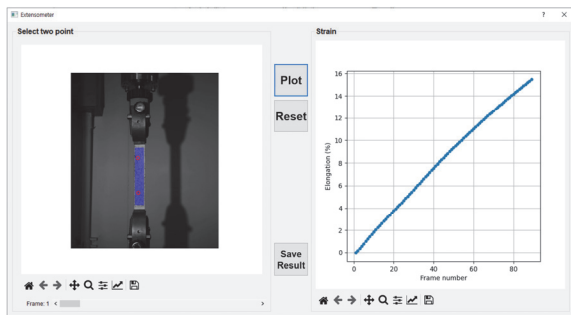 Extensometer
? ×
Select two point
Plot
Reset
Save
Result
Frame: 1 < >
Strain
Elongation (%)
16
14
12
10
8
6
4
2
0
0 20 40 60 80
Frame number